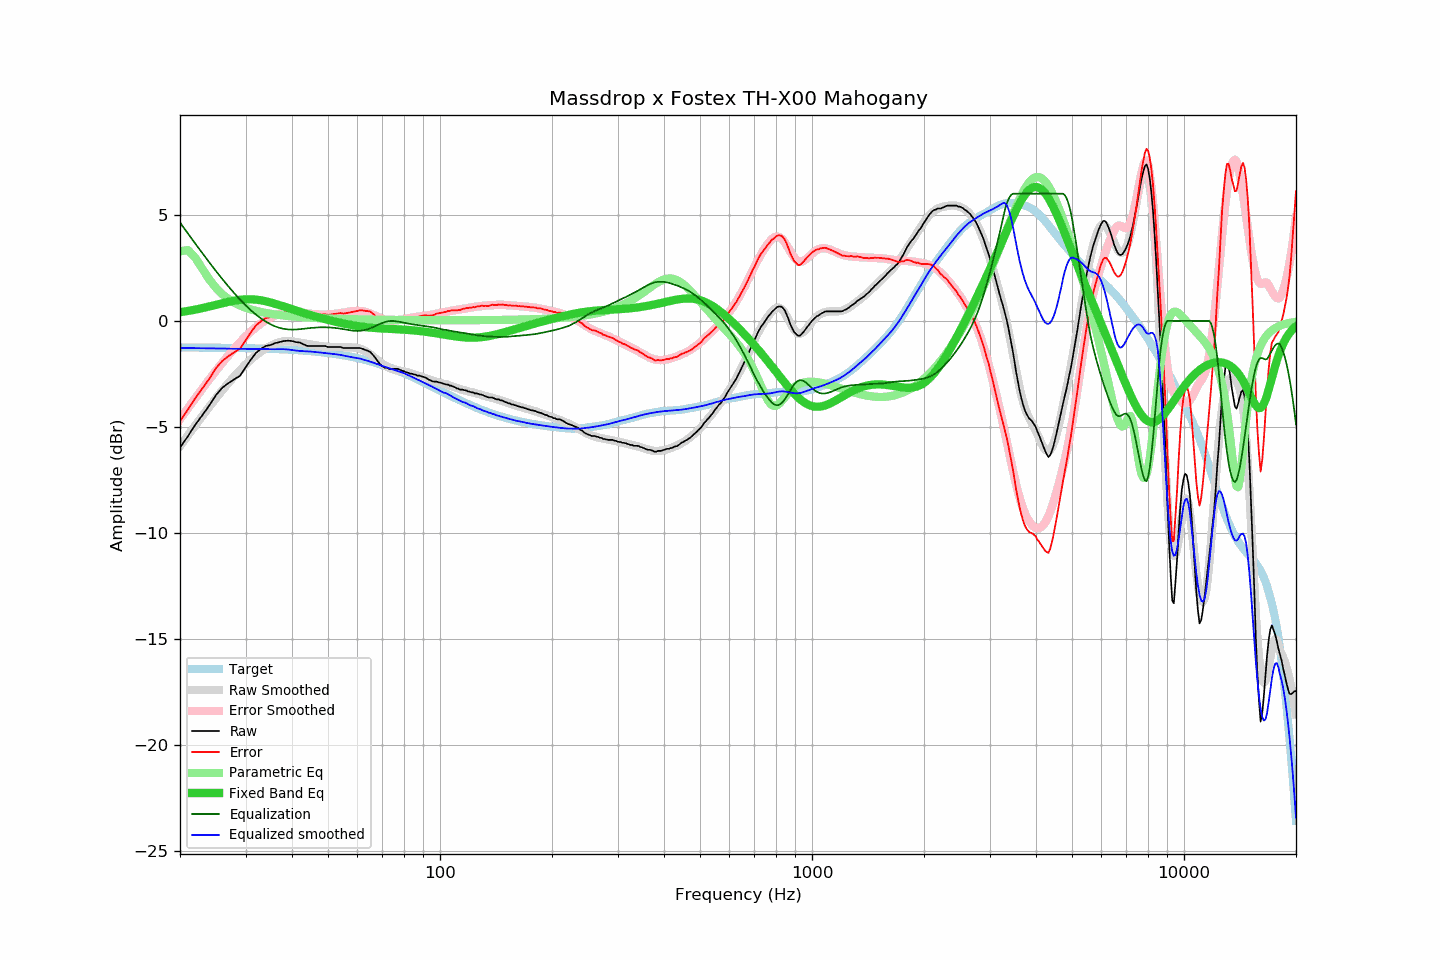 Massdrop x Fostex TH-X00 Mahogany
Amplitude (dBr)
5
0
−5
−10
−15
−20
−25
Target
Raw Smoothed
Error Smoothed
Raw
Error
Parametric Eq
Fixed Band Eq
Equalization
Equalized smoothed
100
1000
10000
Frequency (Hz)